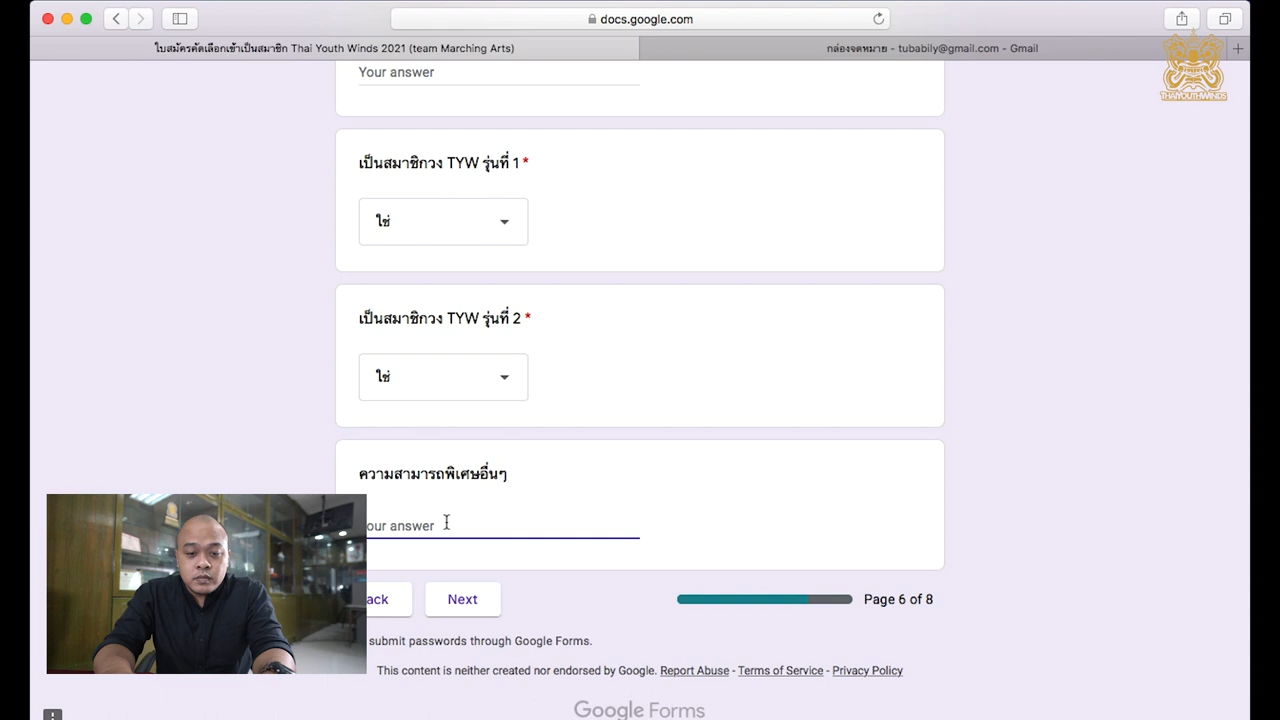 docs.google.com
ใบสมัครคัดเลือกเข้าเป็นสมาชิก Thai Youth Winds 2021 (team Marching Arts)
กล่องจดหมาย - tubabily@gmail.com - Gmail
THAIYOUTHWINDS
Your answer
เป็นสมาชิกวง TYW รุ่นที่ 1 *
ใช่
เป็นสมาชิกวง TYW รุ่นที่ 2 *
ใช่
ความสามารถพิเศษอื่นๆ
our answer
ack
Next
Page 6 of 8
submit passwords through Google Forms.
This content is neither created nor endorsed by Google. Report Abuse - Terms of Service - Privacy Policy
Google Forms